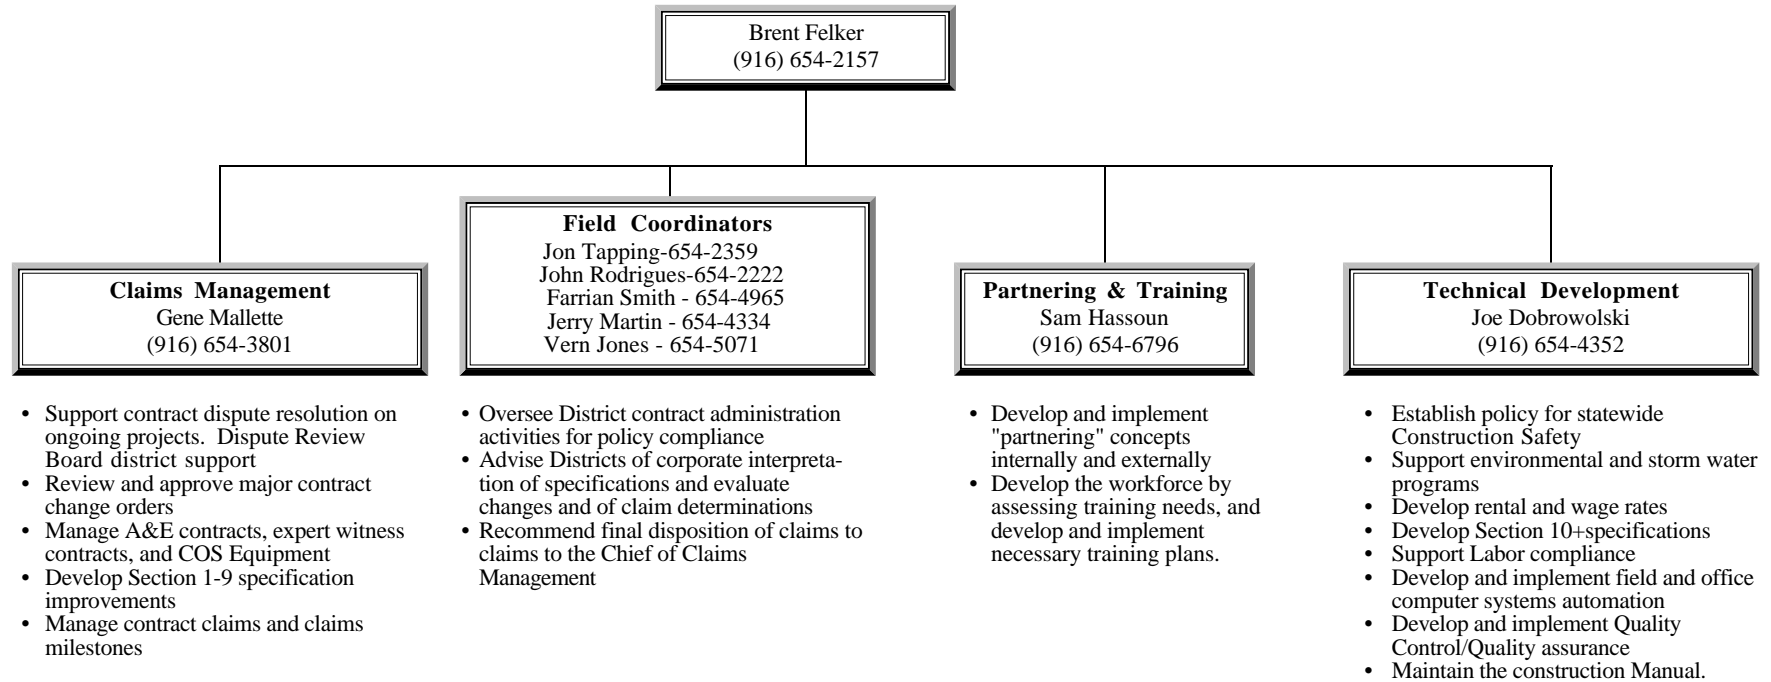 Brent Felker
(916) 654-2157
Claims Management
Gene Mallette
(916) 654-3801
Field Coordinators
Jon Tapping-654-2359
John Rodrigues-654-2222
Farrian Smith - 654-4965
Jerry Martin - 654-4334
Vern Jones - 654-5071
Partnering & Training
Sam Hassoun
(916) 654-6796
Technical Development
Joe Dobrowolski
(916) 654-4352
• Support contract dispute resolution on
ongoing projects. Dispute Review
Board district support
• Review and approve major contract
change orders
• Manage A&E contracts, expert witness
contracts, and COS Equipment
• Develop Section 1-9 specification
improvements
• Manage contract claims and claims
milestones
• Oversee District contract administration
activities for policy compliance
• Advise Districts of corporate interpreta-
tion of specifications and evaluate
changes and of claim determinations
• Recommend final disposition of claims to
claims to the Chief of Claims
Management
• Develop and implement
"partnering" concepts
internally and externally
• Develop the workforce by
assessing training needs, and
develop and implement
necessary training plans.
• Establish policy for statewide
Construction Safety
• Support environmental and storm water
programs
• Develop rental and wage rates
• Develop Section 10+specifications
• Support Labor compliance
• Develop and implement field and office
computer systems automation
• Develop and implement Quality
Control/Quality assurance
• Maintain the construction Manual.